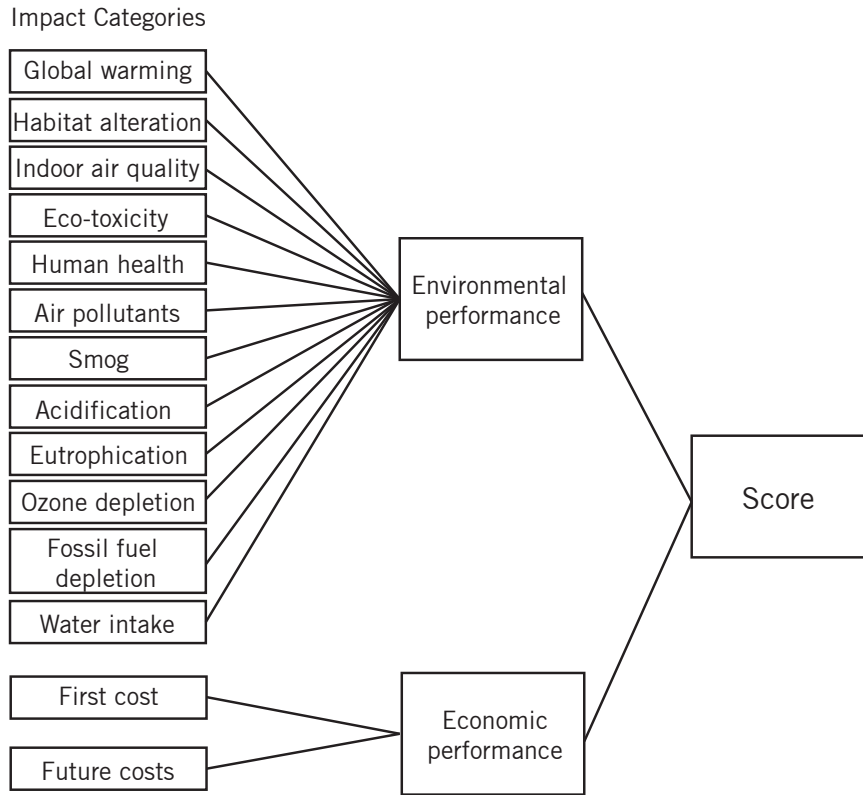 Impact Categories
Global warming
Habitat alteration
Indoor air quality
Eco-toxicity
Human health
Air pollutants
Smog
Acidification
Eutrophication
Ozone depletion
Fossil fuel
depletion
Water intake
First cost
Future costs
Environmental
performance
Economic
performance
Score